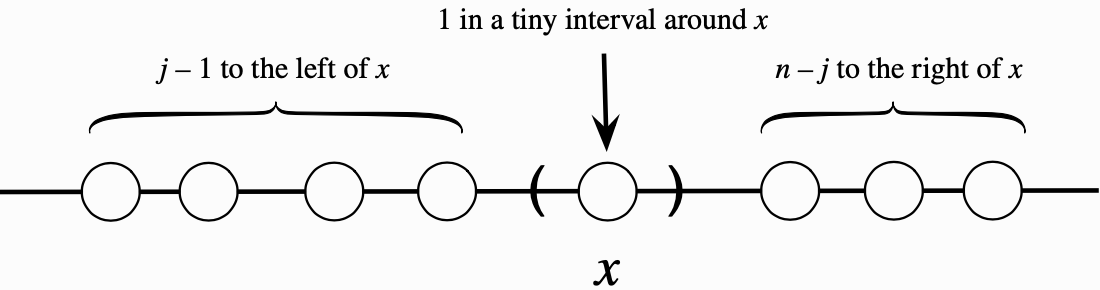 1 in a tiny interval around x
j – 1 to the left of x
n – j to the right of x
( )
x